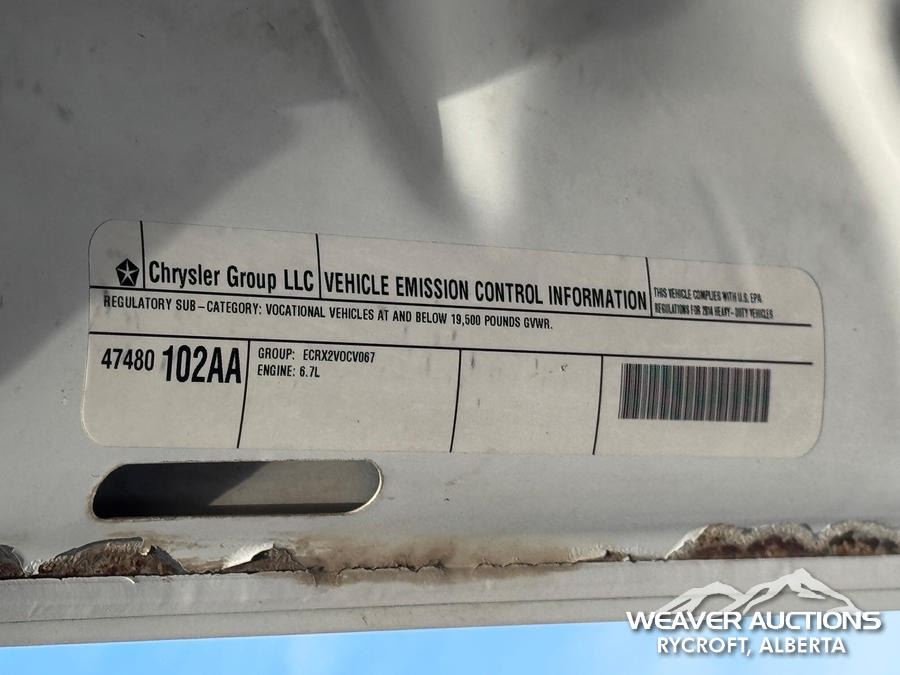 Chrysler Group LLC
VEHICLE EMISSION CONTROL INFORMATION
THIS VEHICLE COMPLIES WITH U.S. EPA
REGULATIONS FOR 2014 HEAVY-DUTY VEHICLES
REGULATORY SUB-CATEGORY: VOCATIONAL VEHICLES AT AND BELOW 19,500 POUNDS GVWR.
47480 102AA
GROUP: ECRX2VOCV067
ENGINE: 6.7L
WEAVER AUCTIONS
RYCROFT, ALBERTA